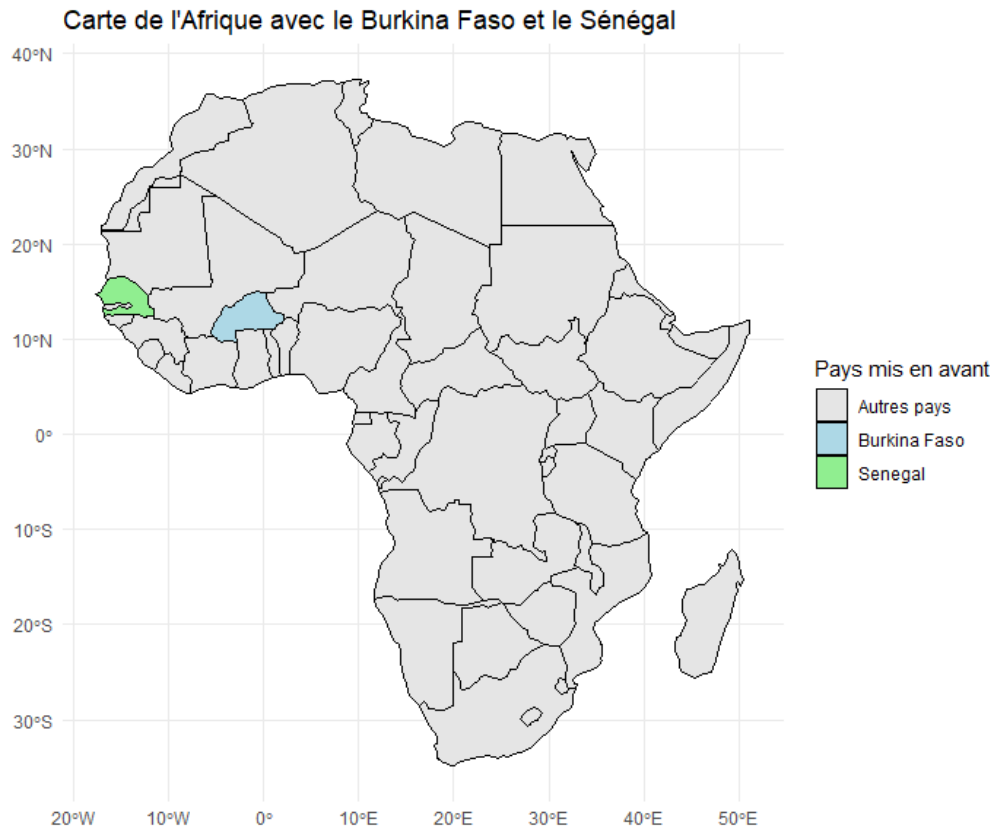 Carte de l'Afrique avec le Burkina Faso et le Sénégal
40°N
30°N
20°N
10°N
0°
10°S
20°S
30°S
20°W 10°W 0° 10°E 20°E 30°E 40°E 50°E
Pays mis en avant
Autres pays
Burkina Faso
Senegal